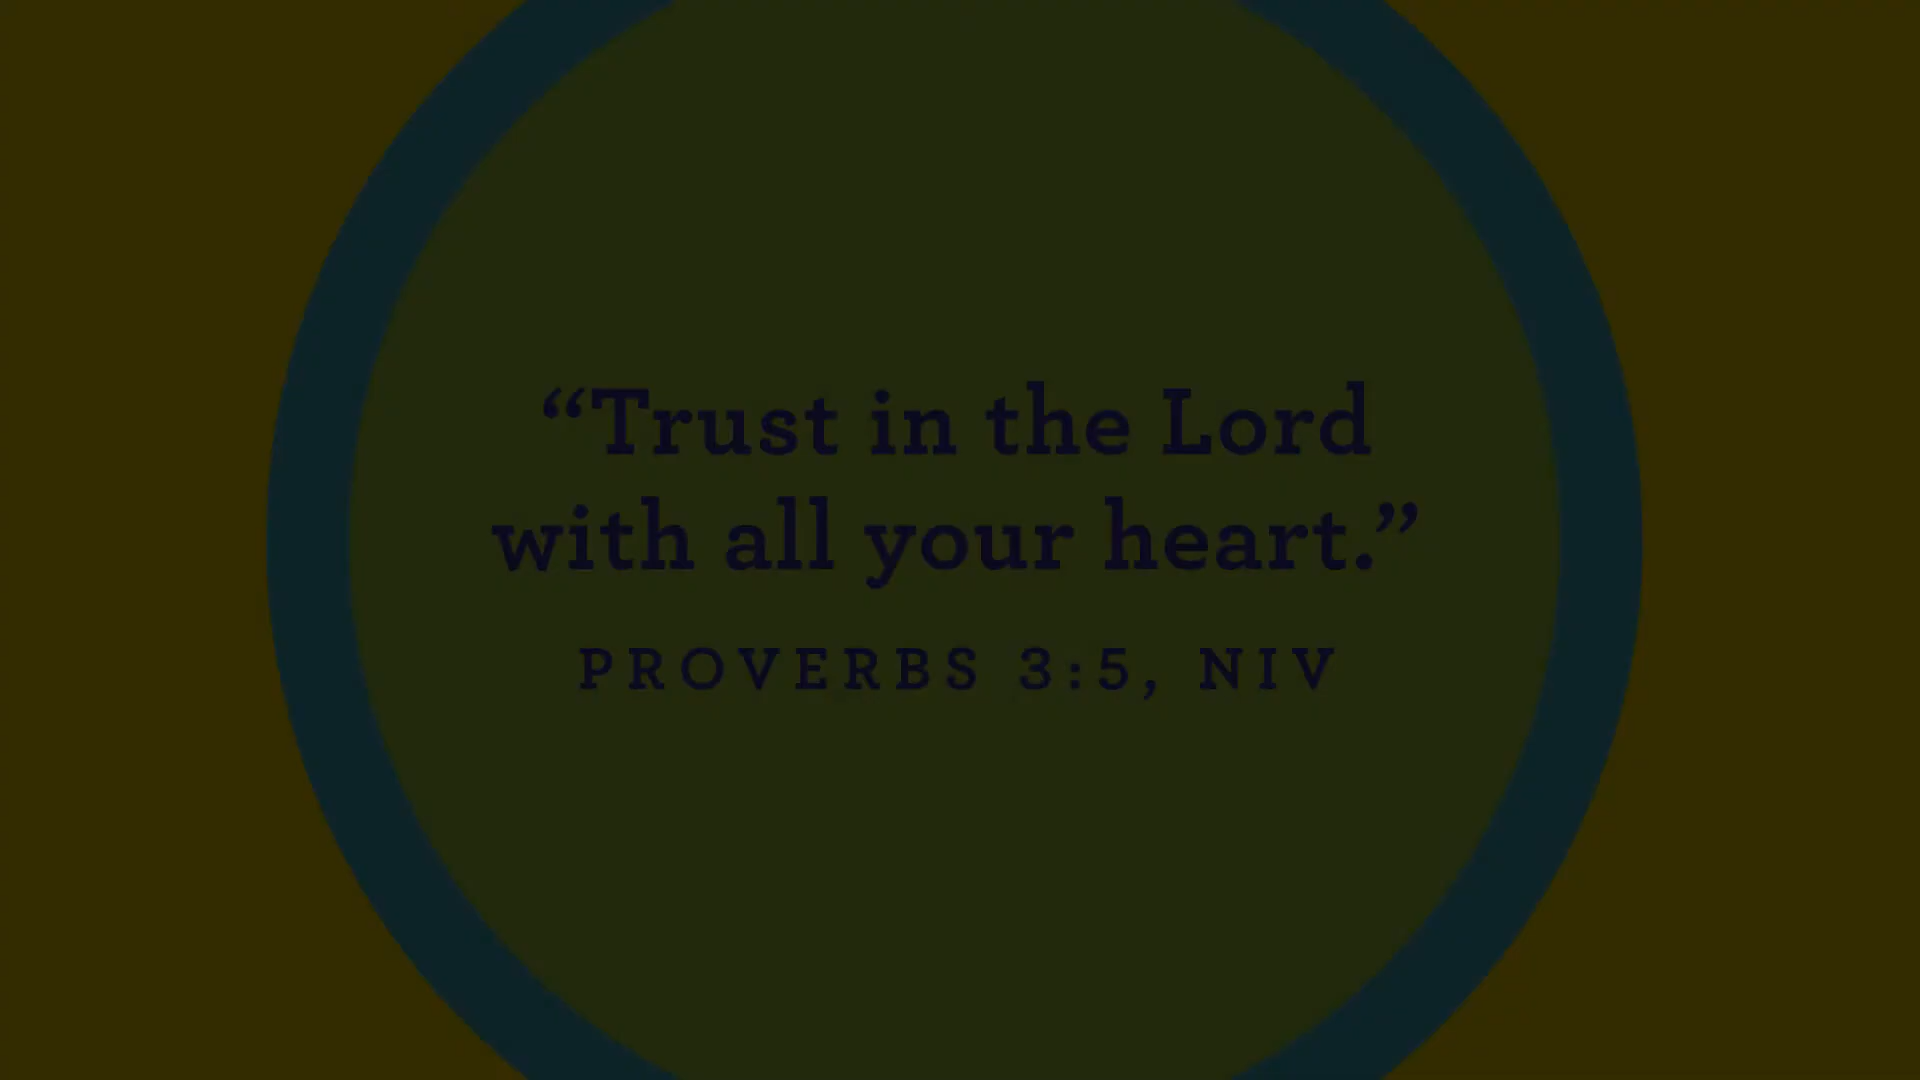 “Trust in the Lord
with all your heart.”
PROVERBS 3:5, NIV